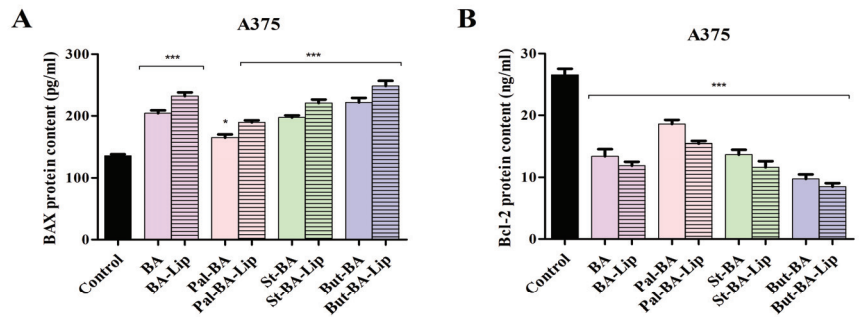 A
A375
BAX protein content (pg/ml)
300
200
100
0
***
***
*
Control
BA
BA-Lip
Pal-BA
Pal-BA-Lip
St-BA
St-BA-Lip
But-BA
But-BA-Lip
B
A375
Bcl-2 protein content (ng/ml)
30
20
10
0
***
Control
BA
BA-Lip
Pal-BA
Pal-BA-Lip
St-BA
St-BA-Lip
But-BA
But-BA-Lip